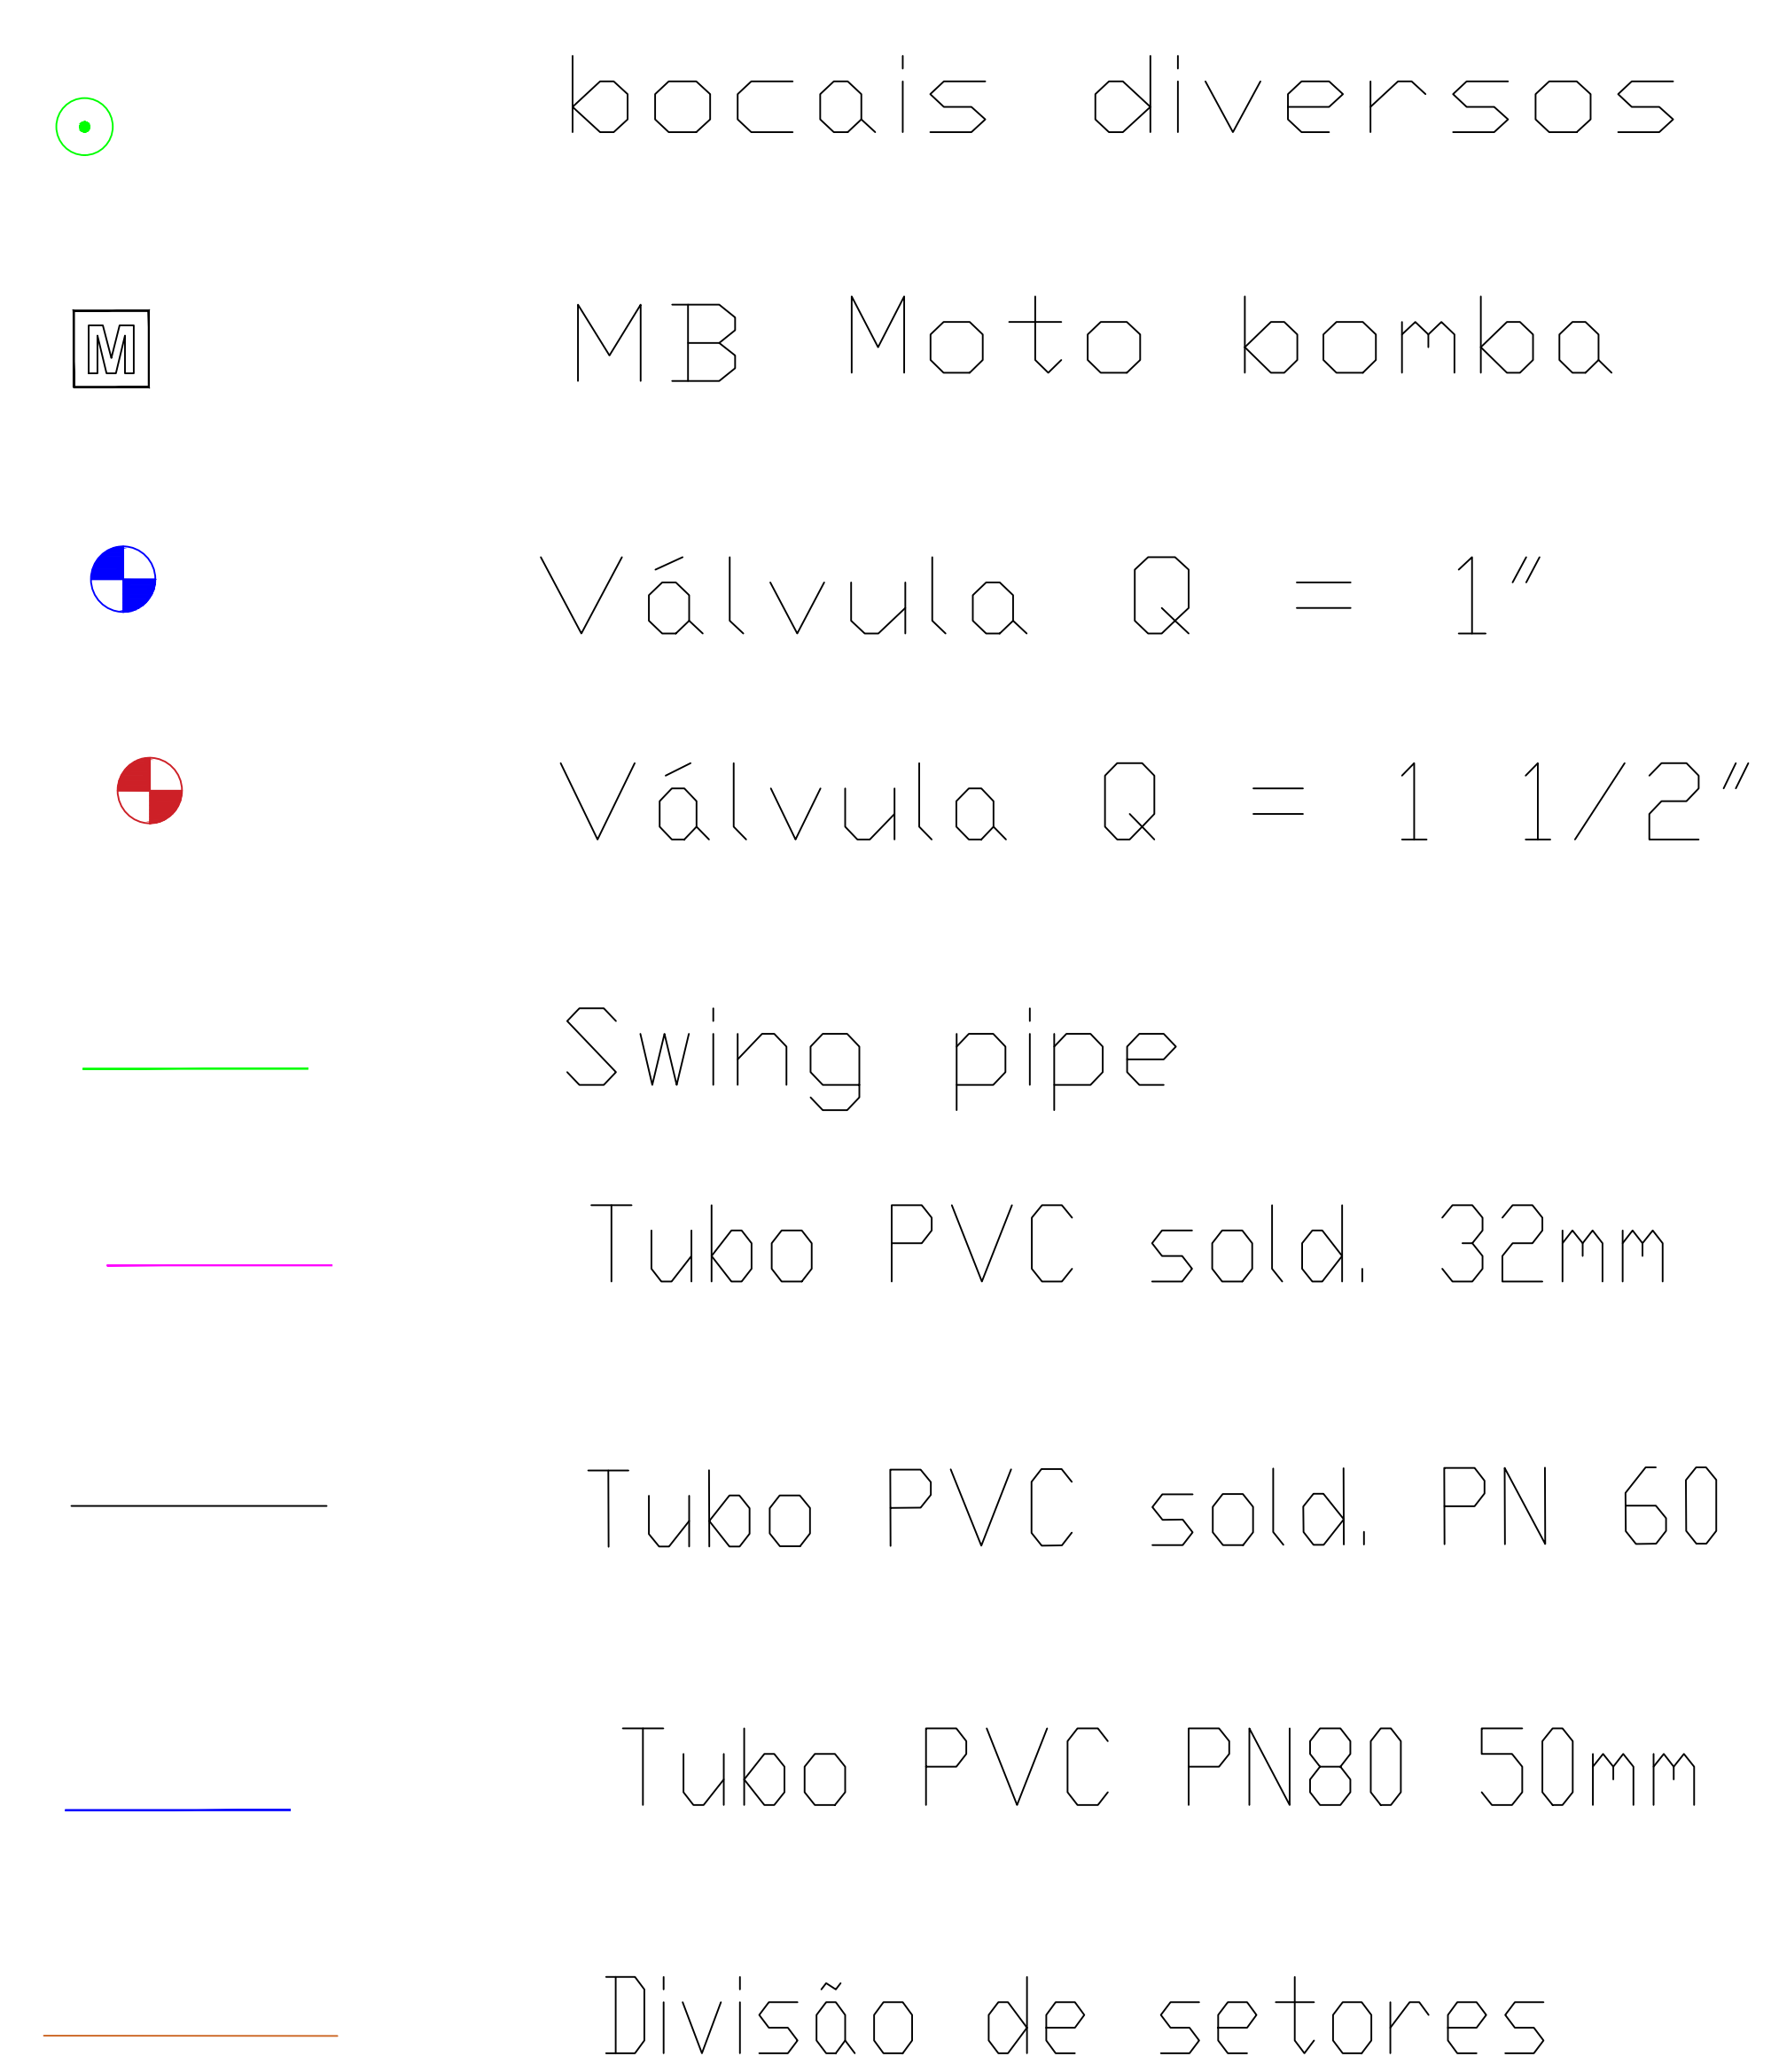 bocais diversos
M MB Moto bomba
Válvula Q = 1"
Válvula Q = 1 1/2"
Swing pipe
Tubo PVC sold. 32mm
Tubo PVC sold. PN 60
Tubo PVC PN80 50mm
Divisão de setores